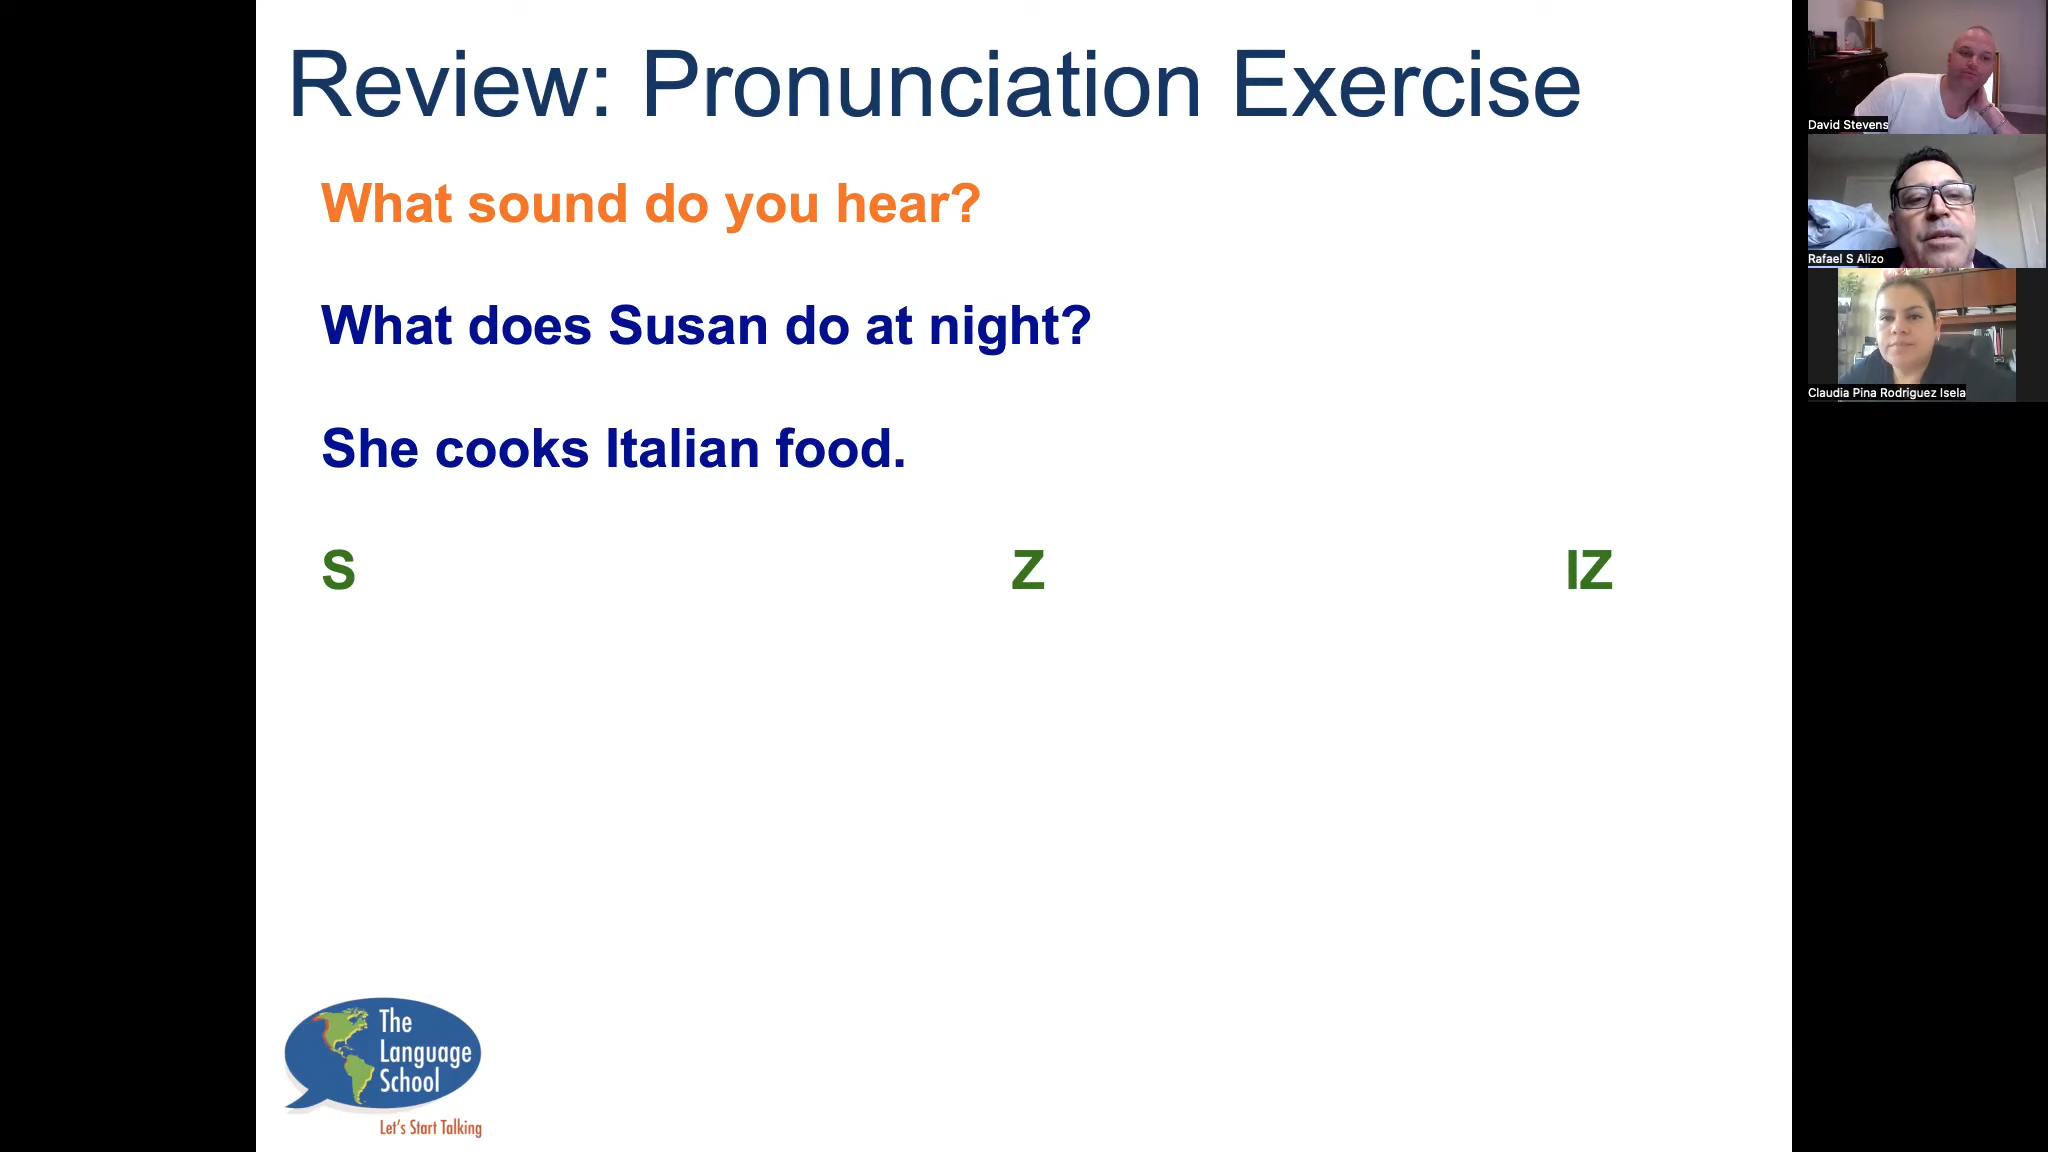 Review: Pronunciation Exercise
What sound do you hear?
What does Susan do at night?
She cooks Italian food.
S Z IZ
The
Language
School
Let's Start Talking
David Stevens
Rafael S Alizo
Claudia Pina Rodriguez Isela